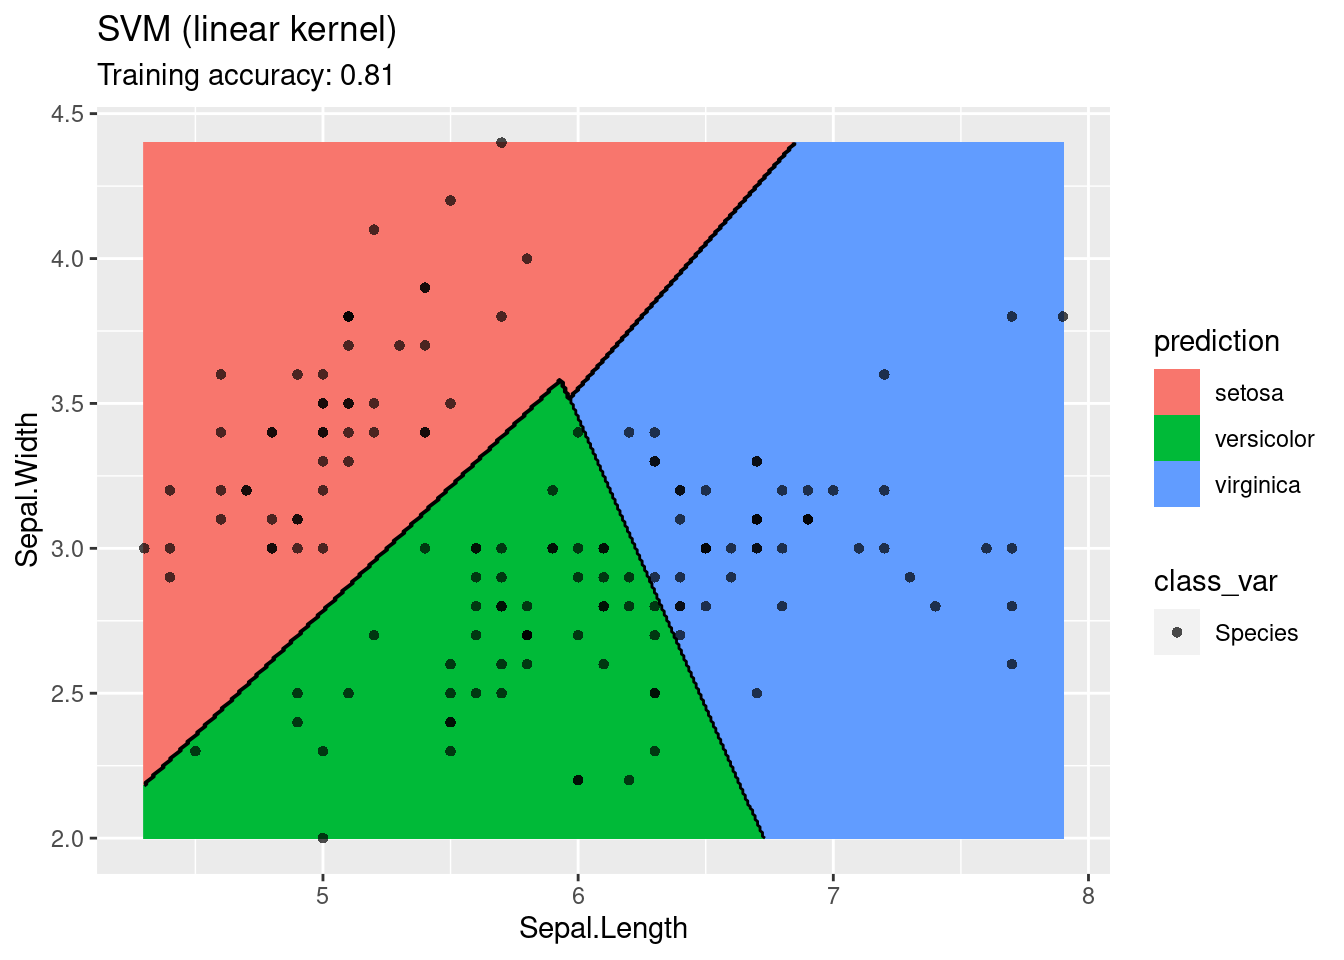 SVM (linear kernel)
Training accuracy: 0.81
4.5
4.0
3.5
3.0
2.5
2.0
Sepal.Width
5
6
7
8
Sepal.Length
prediction
setosa
versicolor
virginica
class_var
Species